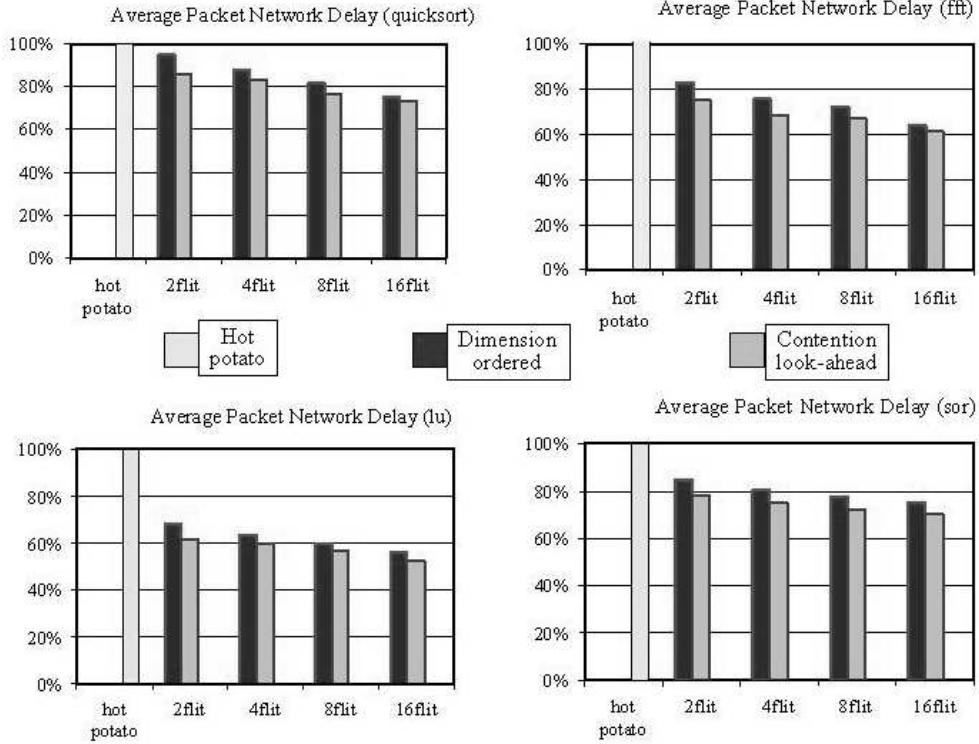 Average Packet Network Delay (quicksort)
100%
80%
60%
40%
20%
0%
hot potato
2flit
4flit
8flit
16flit
Average Packet Network Delay (fft)
100%
80%
60%
40%
20%
0%
hot potato
2flit
4flit
8flit
16flit
Hot
potato
Dimension
ordered
Contention
look-ahead
Average Packet Network Delay (lu)
100%
80%
60%
40%
20%
0%
hot potato
2flit
4flit
8flit
16flit
Average Packet Network Delay (sor)
100%
80%
60%
40%
20%
0%
hot potato
2flit
4flit
8flit
16flit